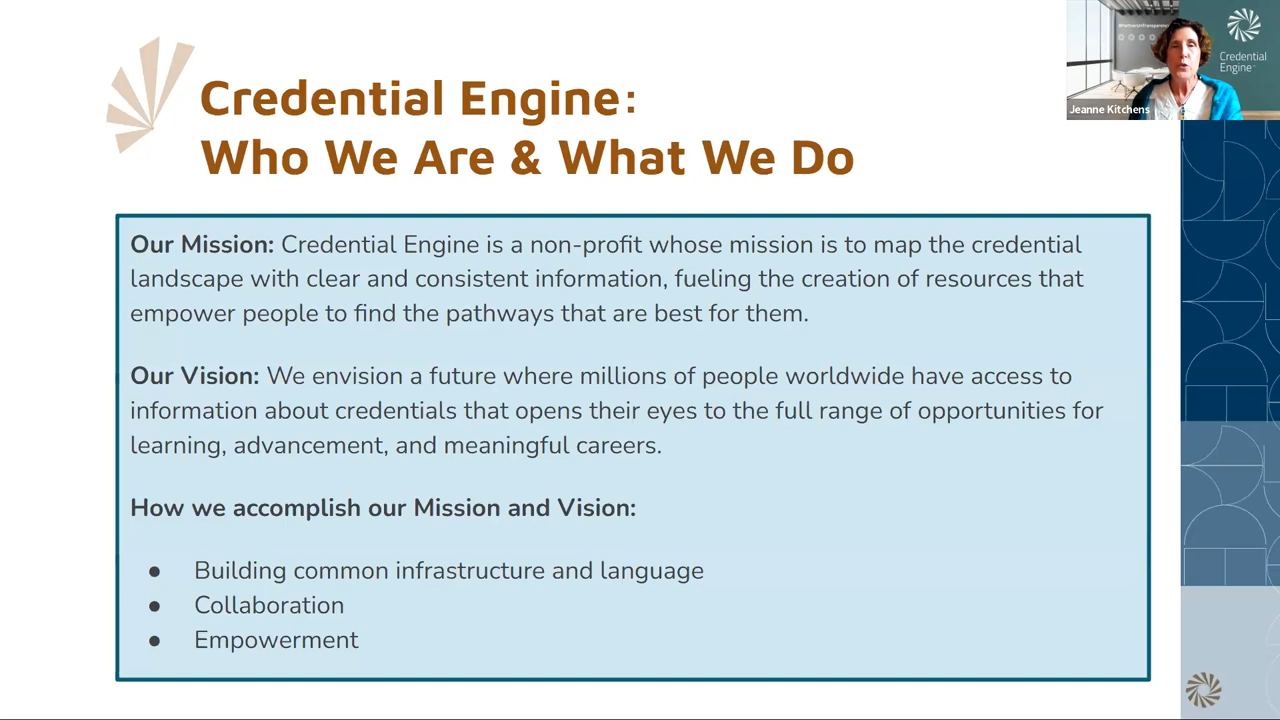 Credential Engine:
Who We Are & What We Do
Our Mission: Credential Engine is a non-profit whose mission is to map the credential
landscape with clear and consistent information, fueling the creation of resources that
empower people to find the pathways that are best for them.
Our Vision: We envision a future where millions of people worldwide have access to
information about credentials that opens their eyes to the full range of opportunities for
learning, advancement, and meaningful careers.
How we accomplish our Mission and Vision:
● Building common infrastructure and language
● Collaboration
● Empowerment
Credential
Engine
Jeanne Kitchens